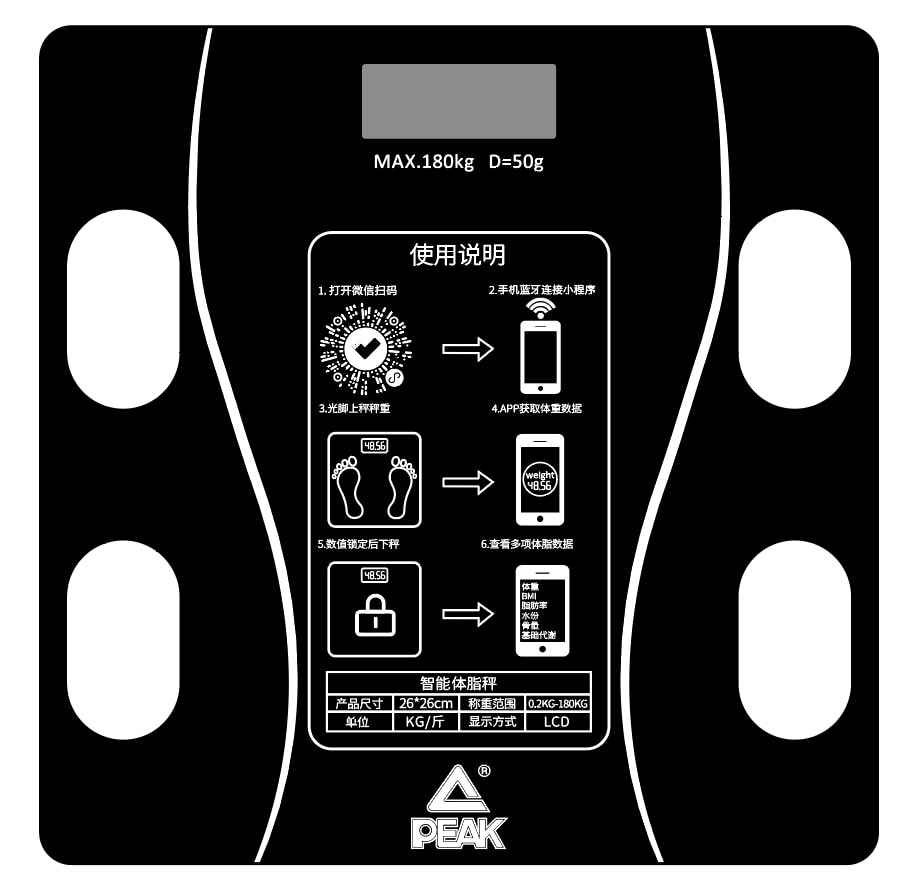 MAX.180kg D=50g
使用说明
1.打开微信扫码
2.手机蓝牙连接小程序
3.光脚上秤秤重
4.APP获取体重数据
48.56
weight
48.56
5.数值锁定后下秤
6.查看多项体脂数据
48.56
体重
BMI
脂肪率
水份
骨量
基础代谢
智能体脂秤
产品尺寸 26*26cm 称重范围 0.2KG-180KG
单位 KG/斤 显示方式 LCD
®
PEAK